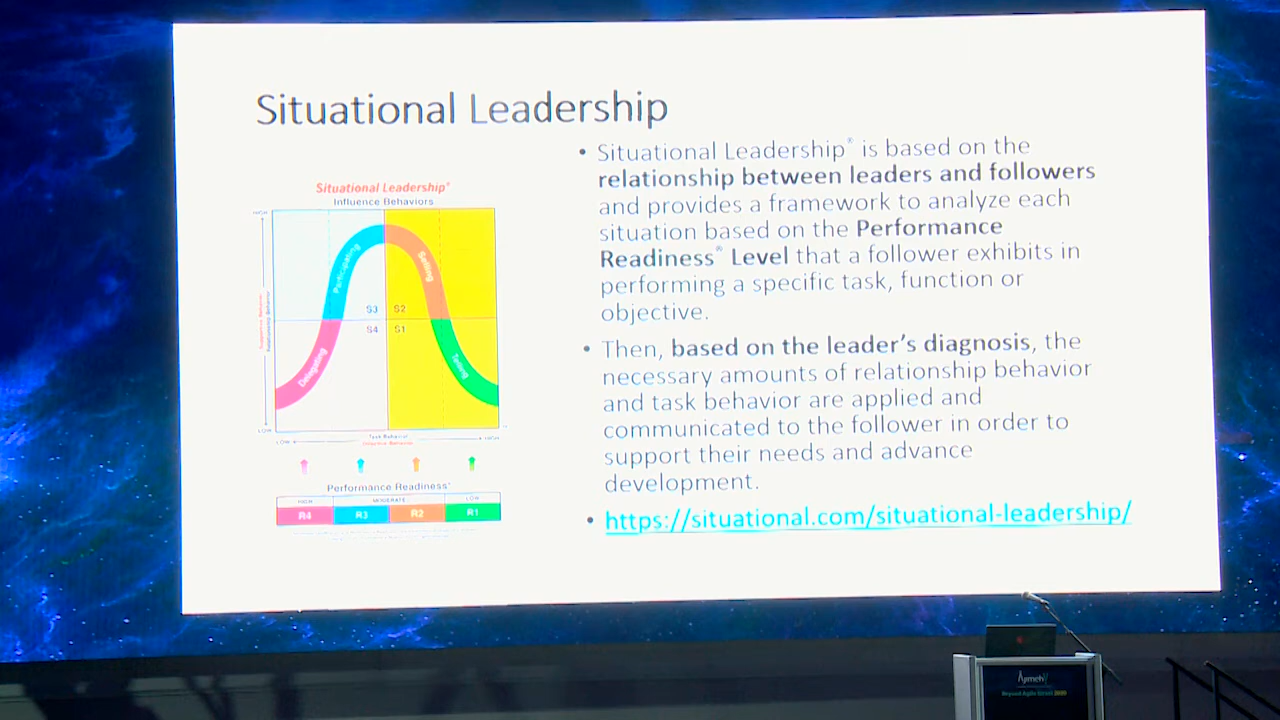 Situational Leadership
• Situational Leadership® is based on the
relationship between leaders and followers
and provides a framework to analyze each
situation based on the Performance
Readiness® Level that a follower exhibits in
performing a specific task, function or
objective.
• Then, based on the leader's diagnosis, the
necessary amounts of relationship behavior
and task behavior are applied and
communicated to the follower in order to
support their needs and advance
development.
• https://situational.com/situational-leadership/
Situational Leadership®
Influence Behaviors
HIGH
Participating
Selling
S3 S2
S4 S1
Delegating
Telling
Relationship Behavior
LOW
Task Behavior
LOW HIGH
Performance Readiness®
HIGH MODERATE LOW
R4 R3 R2 R1